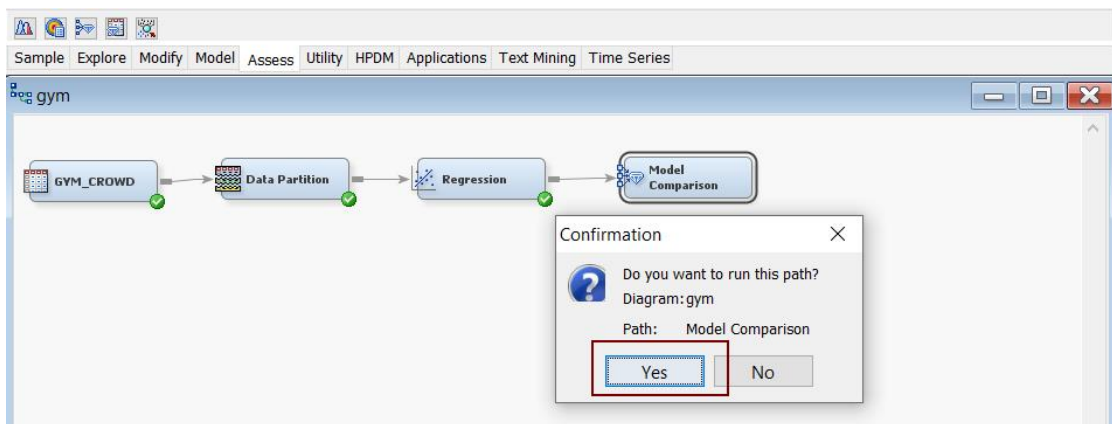 Sample Explore Modify Model Assess Utility HPDM Applications Text Mining Time Series
gym
GYM_CROWD
Data Partition
Regression
Model
Comparison
Confirmation
Do you want to run this path?
Diagram: gym
Path: Model Comparison
Yes No